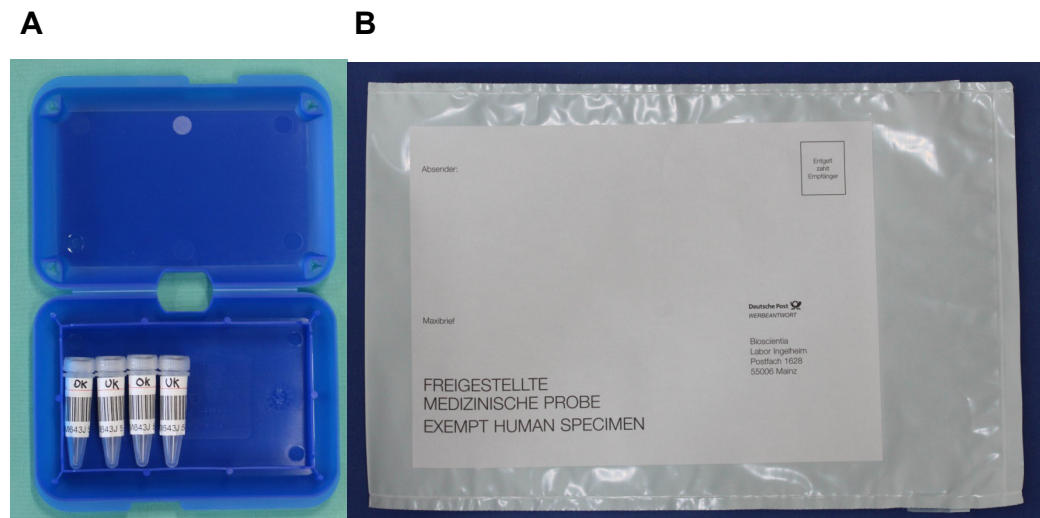 A
B
OK
UK
OK
UK
Absender:
Entgelt
zahlt
Empfänger
Maxibrief
Deutsche Post
WERBEANTWORT
Bioscientia
Labor Ingelheim
Postfach 1628
55006 Mainz
FREIGESTELLTE
MEDIZINISCHE PROBE
EXEMPT HUMAN SPECIMEN